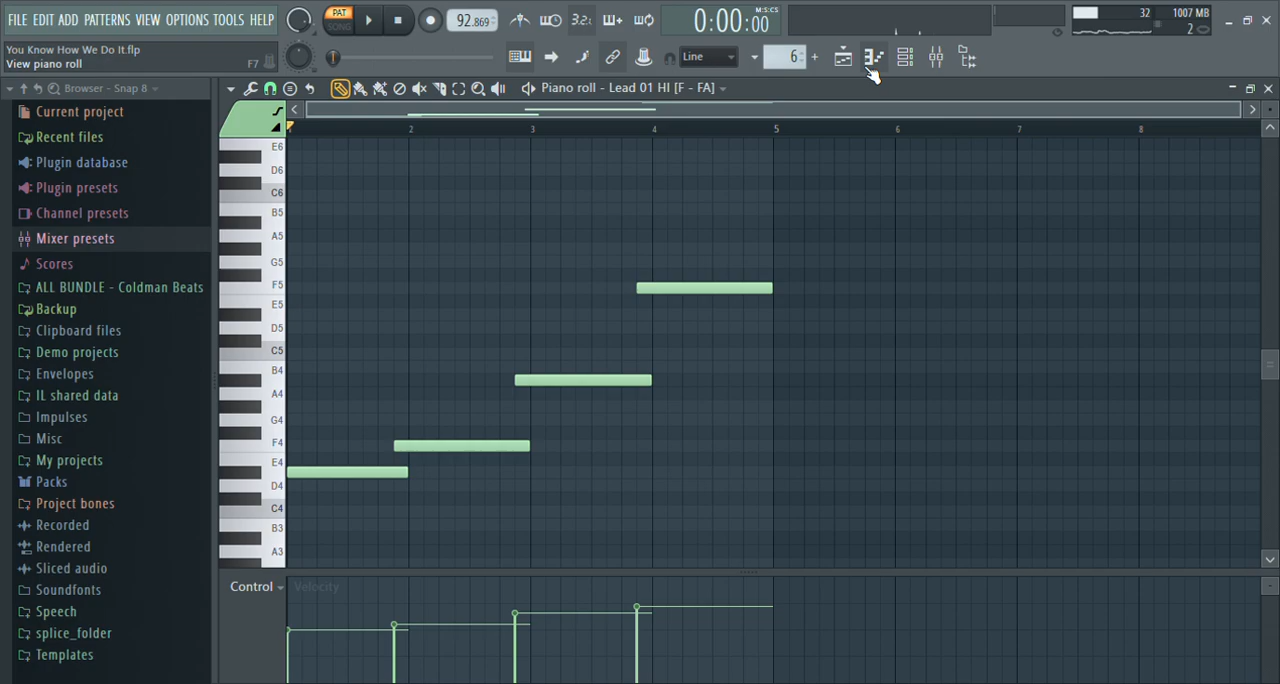 FILE EDIT ADD PATTERNS VIEW OPTIONS TOOLS HELP
PAT
SONG
92.869
3.2.
0:00:00
M:S:CS
32
1007 MB
2
You Know How We Do It.flp
View piano roll
F7
Line
6
Browser - Snap 8
Piano roll - Lead 01 HI [F - FA]
Current project
Recent files
Plugin database
Plugin presets
Channel presets
Mixer presets
Scores
ALL BUNDLE - Coldman Beats
Backup
Clipboard files
Demo projects
Envelopes
IL shared data
Impulses
Misc
My projects
Packs
Project bones
Recorded
Rendered
Sliced audio
Soundfonts
Speech
splice_folder
Templates
2 3 4 5 6 7 8
E6
D6
C6
B5
A5
G5
F5
E5
D5
C5
B4
A4
G4
F4
E4
D4
C4
B3
A3
Control
Velocity